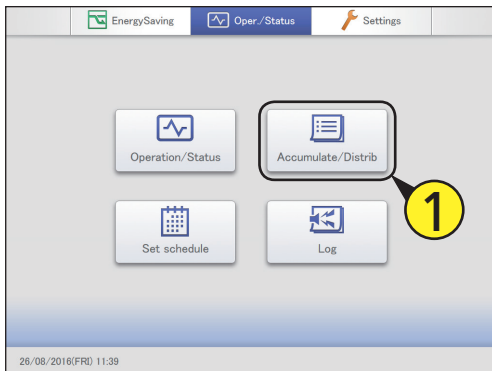 EnergySaving Oper./Status Settings
Operation/Status Accumulate/Distrib
1
Set schedule Log
26/08/2016(FRI) 11:39